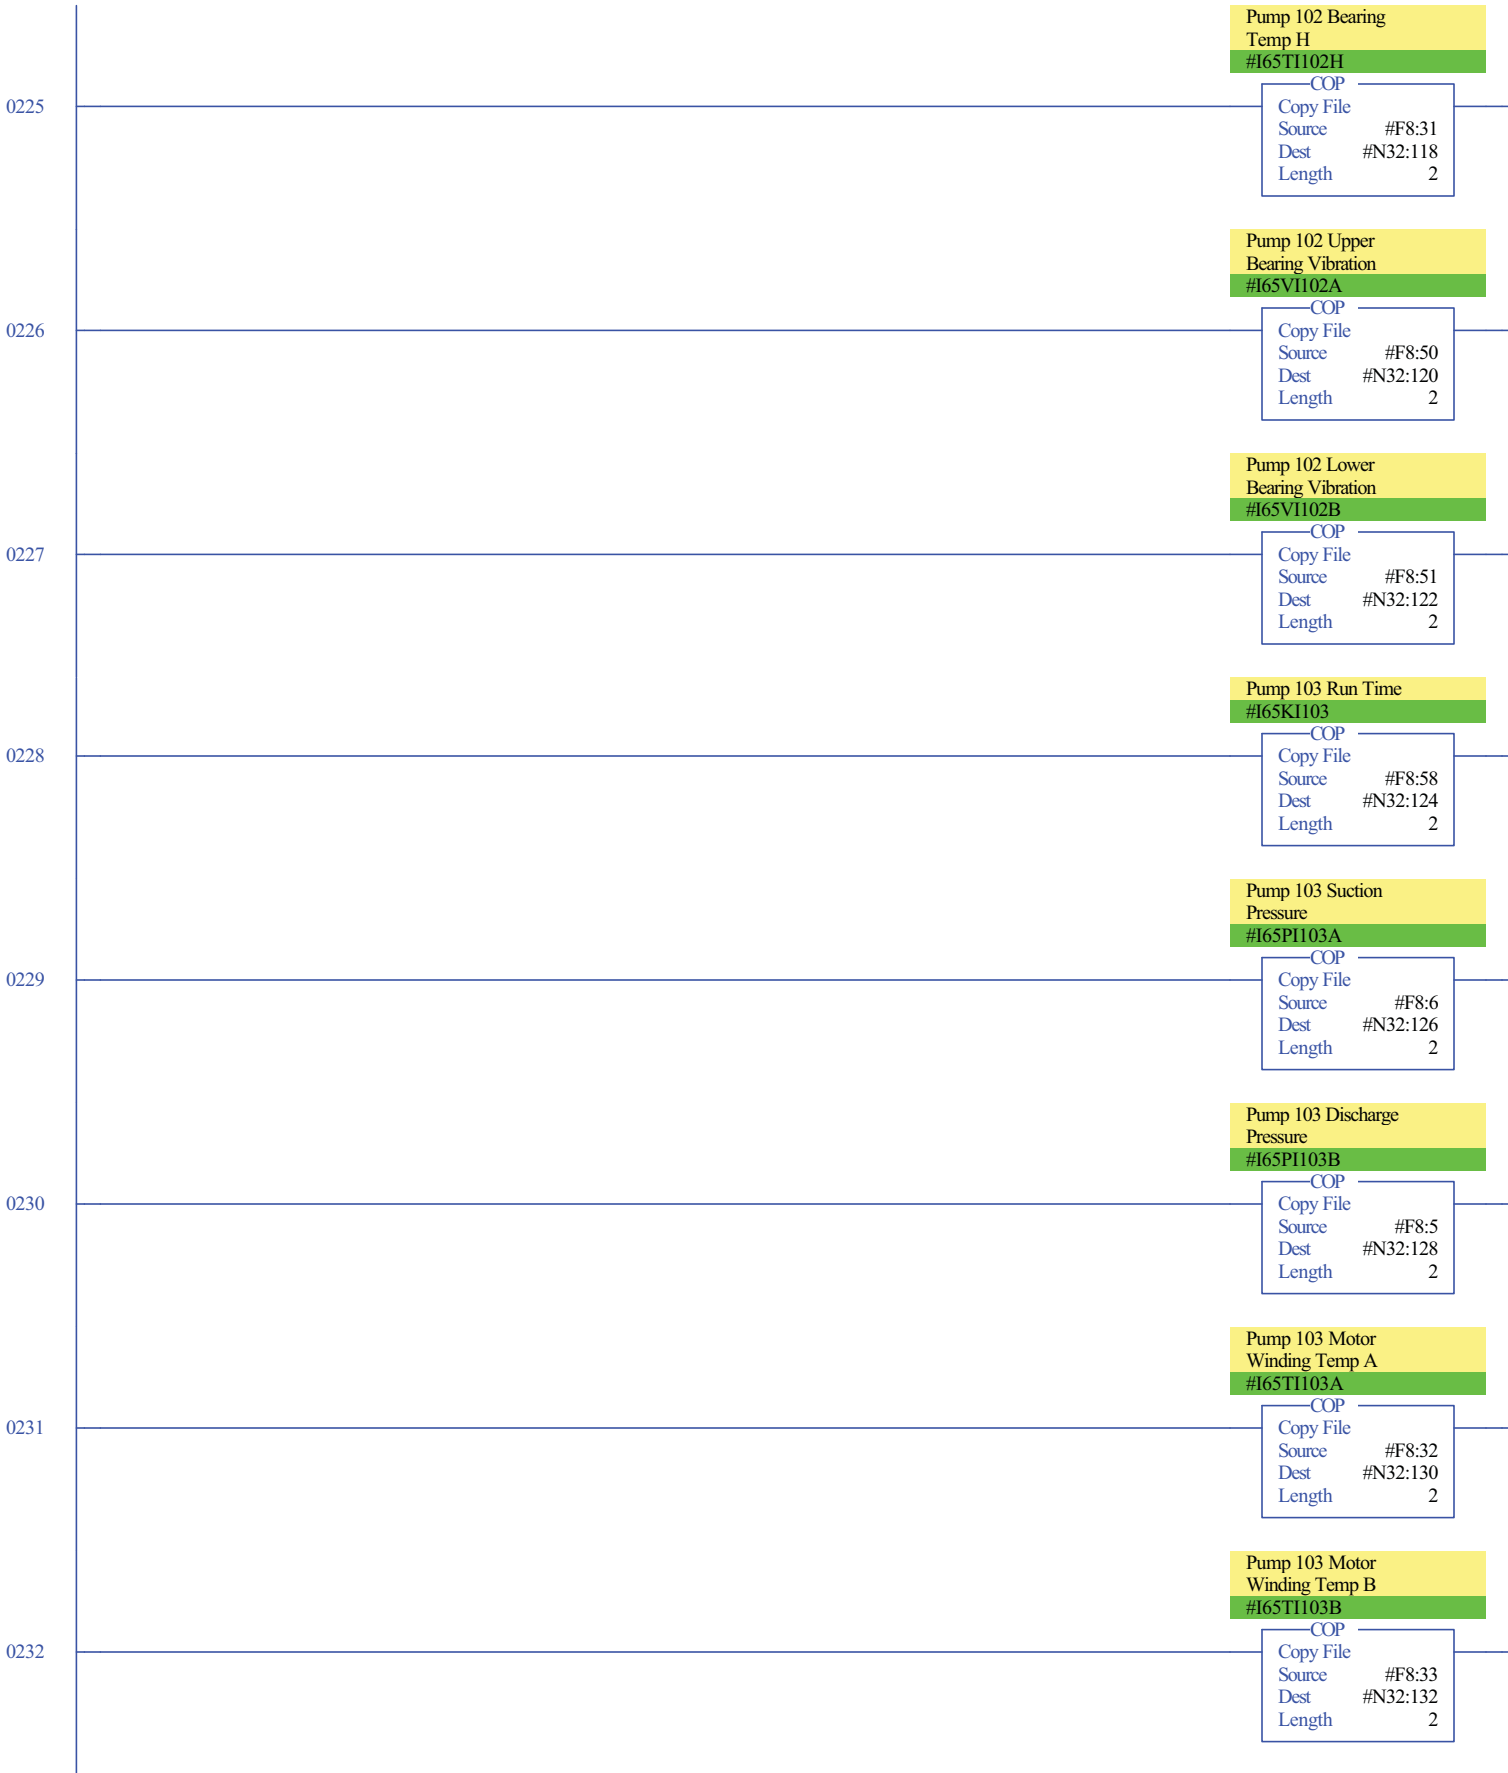 Pump 102 Bearing
Temp H
#I65TI102H
COP
0225
Copy File
Source #F8:31
Dest #N32:118
Length 2
Pump 102 Upper
Bearing Vibration
#I65VI102A
COP
0226
Copy File
Source #F8:50
Dest #N32:120
Length 2
Pump 102 Lower
Bearing Vibration
#I65VI102B
COP
0227
Copy File
Source #F8:51
Dest #N32:122
Length 2
Pump 103 Run Time
#I65KI103
COP
0228
Copy File
Source #F8:58
Dest #N32:124
Length 2
Pump 103 Suction
Pressure
#I65PI103A
COP
0229
Copy File
Source #F8:6
Dest #N32:126
Length 2
Pump 103 Discharge
Pressure
#I65PI103B
COP
0230
Copy File
Source #F8:5
Dest #N32:128
Length 2
Pump 103 Motor
Winding Temp A
#I65TI103A
COP
0231
Copy File
Source #F8:32
Dest #N32:130
Length 2
Pump 103 Motor
Winding Temp B
#I65TI103B
COP
0232
Copy File
Source #F8:33
Dest #N32:132
Length 2